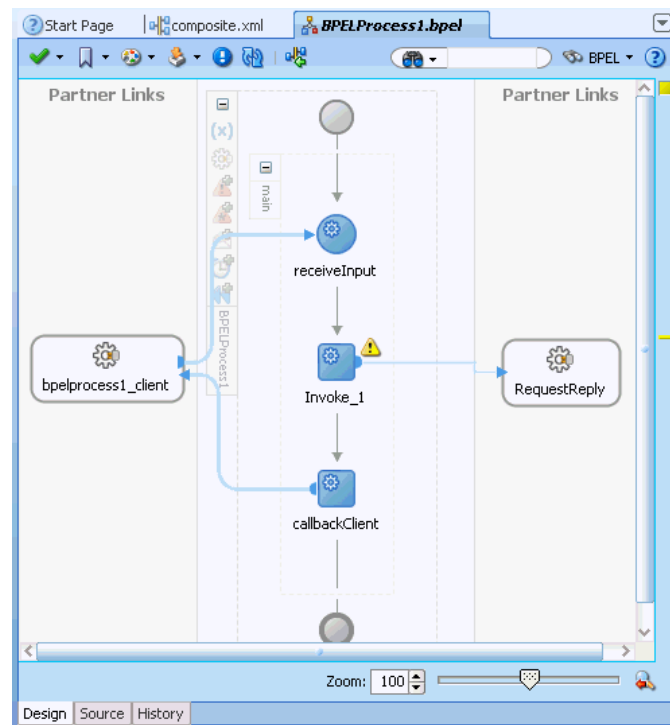 Start Page
composite.xml
BPELProcess1.bpel
BPEL
Partner Links
Partner Links
(x)
main
receiveInput
BPELProcess1
bpelprocess1_client
Invoke_1
RequestReply
callbackClient
Zoom: 100
Design Source History